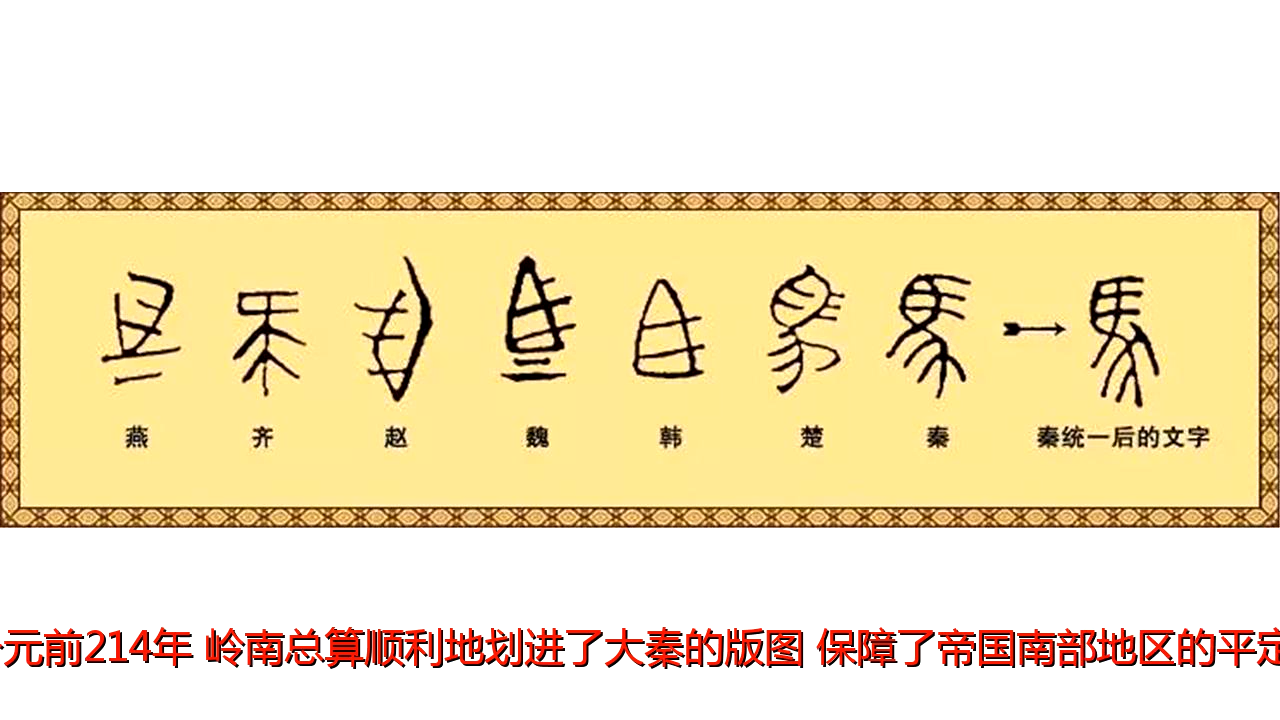 燕 齐 赵 魏 韩 楚 秦 秦统一后的文字
元前214年 岭南总算顺利地划进了大秦的版图 保障了帝国南部地区的平定